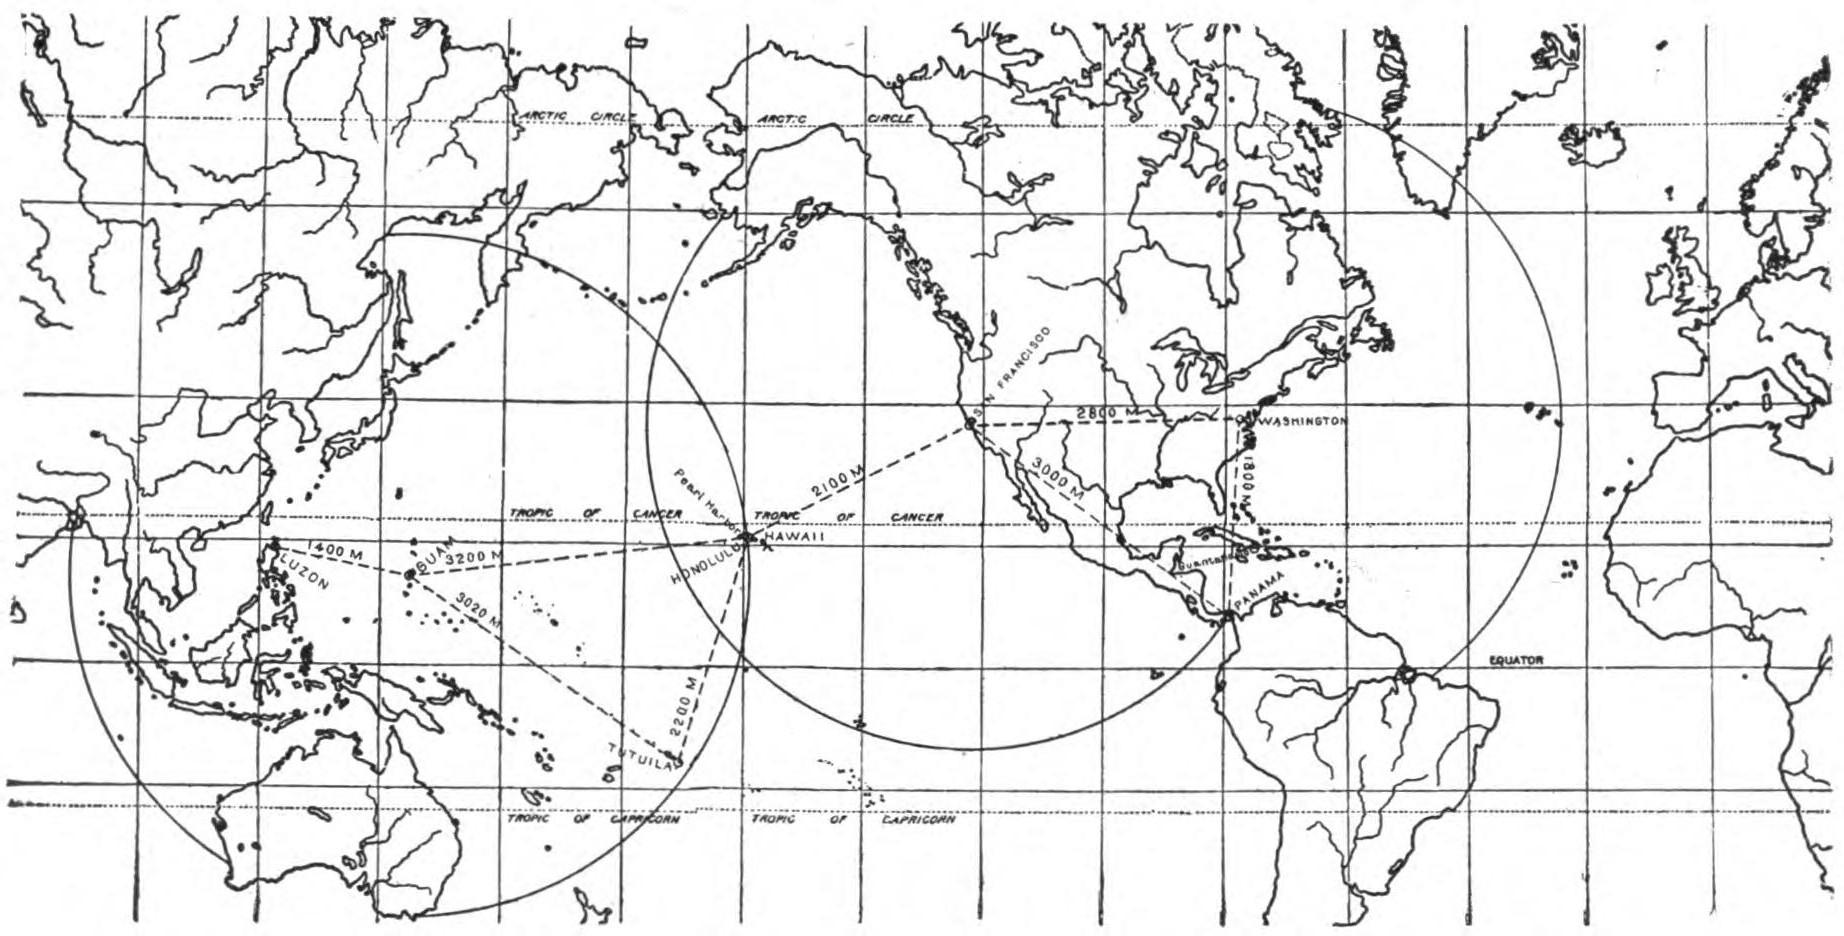 ARCTIC CIRCLE
ARCTIC CIRCLE
SAN FRANCISCO
2800 M
WASHINGTON
1800 M
3000 M
2100 M
Pearl Harbor
TROPIC OF CANCER
TROPIC OF CANCER
HAWAII
HONOLULU
1400 M
LUZON
GUAM
3200 M
3020 M
Guantanamo
PANAMA
EQUATOR
2200 M
TUTUILA
TROPIC OF CAPRICORN
TROPIC OF CAPRICORN